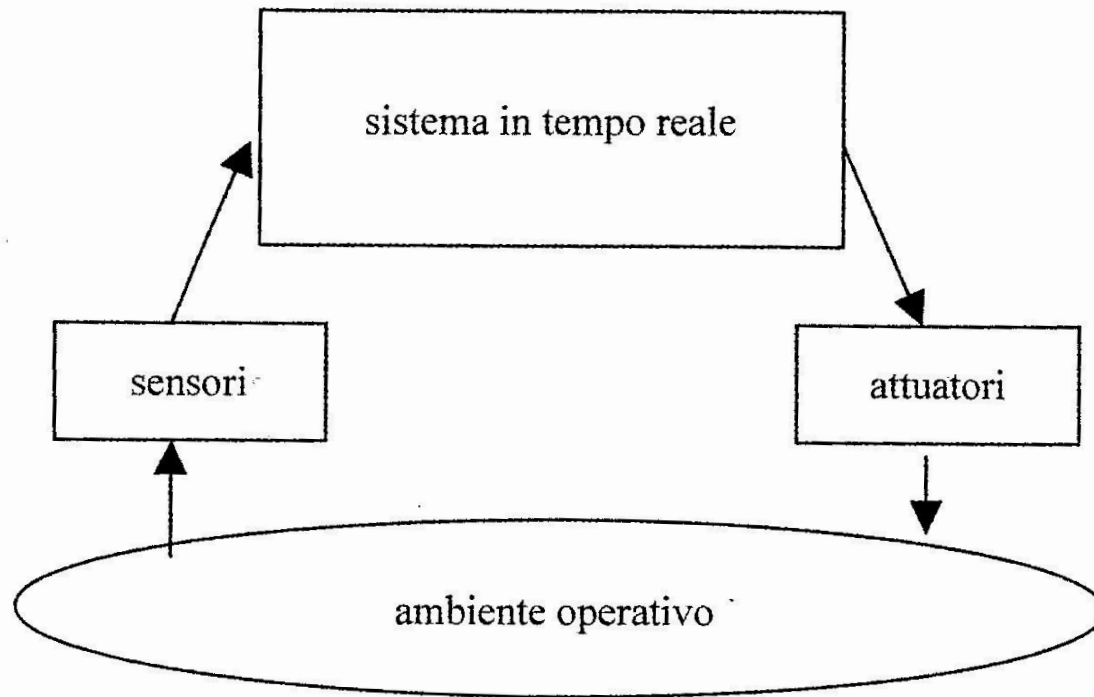 sistema in tempo reale
sensori
attuatori
ambiente operativo